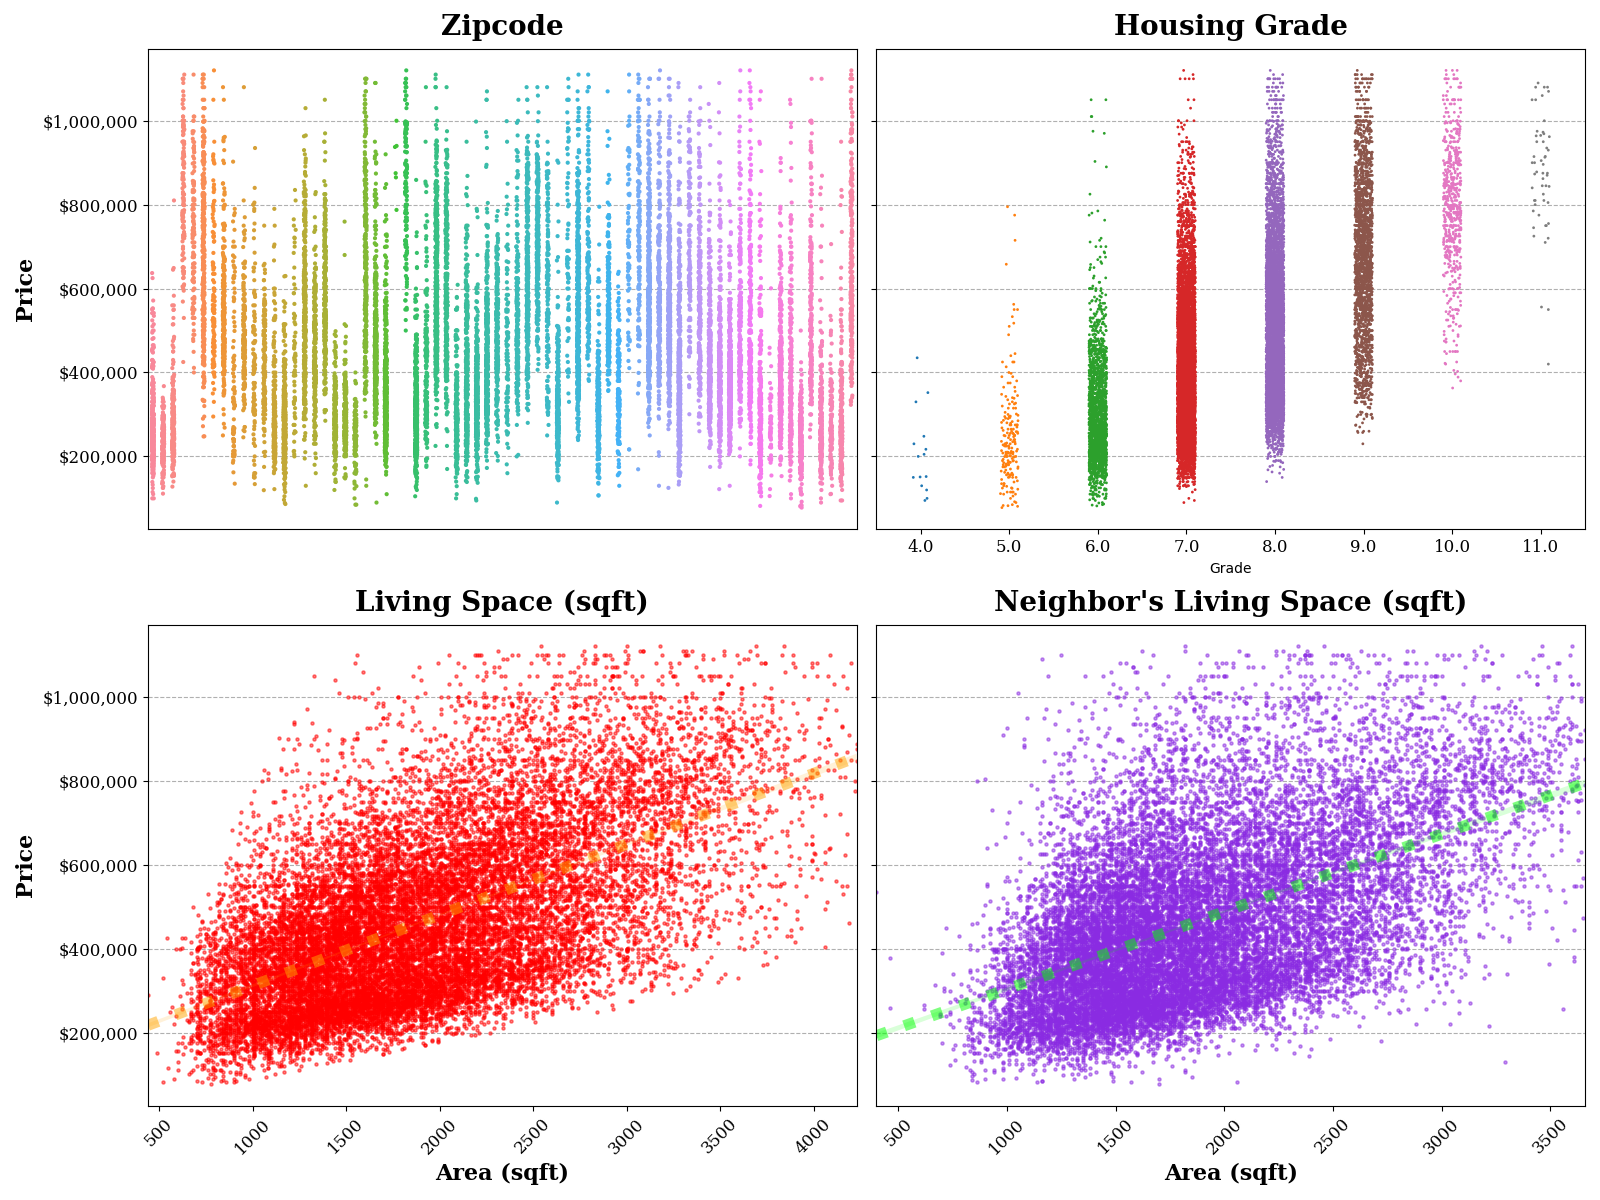 Zipcode
Housing Grade
$1,000,000
$800,000
$600,000
$400,000
$200,000
Price
4.0 5.0 6.0 7.0 8.0 9.0 10.0 11.0
Grade
Living Space (sqft)
Neighbor's Living Space (sqft)
$1,000,000
$800,000
$600,000
$400,000
$200,000
Price
500 1000 1500 2000 2500 3000 3500 4000
500 1000 1500 2000 2500 3000 3500
Area (sqft)
Area (sqft)